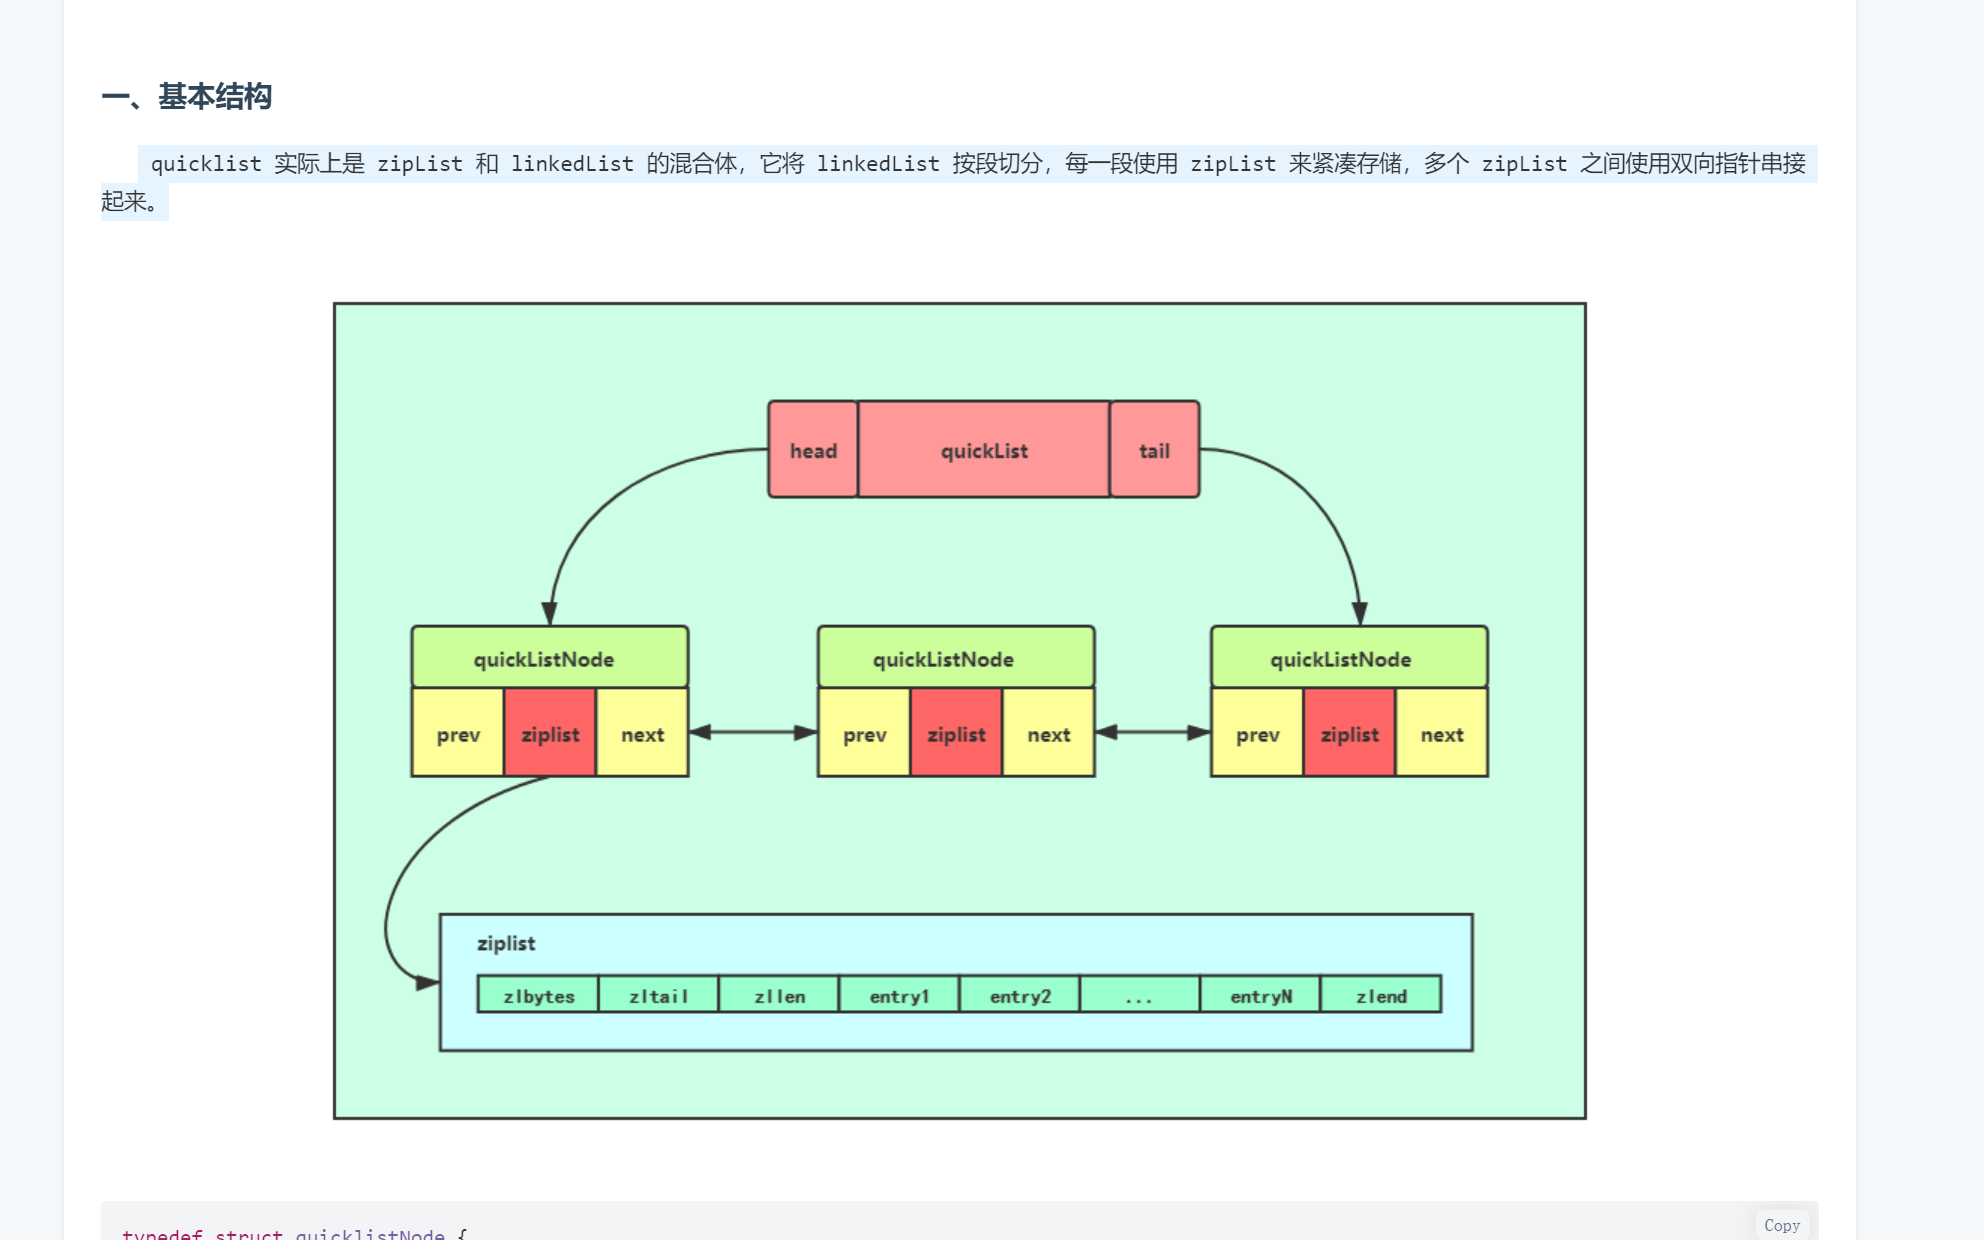 一、基本结构
quicklist 实际上是 zipList 和 linkedList 的混合体，它将 linkedList 按段切分，每一段使用 zipList 来紧凑存储，多个 zipList 之间使用双向指针串接
起来。
head quickList tail
quickListNode quickListNode quickListNode
prev ziplist next prev ziplist next prev ziplist next
ziplist
zlbytes zltail zllen entry1 entry2 ... entryN zlend
Copy
typedef struct quicklistNode {